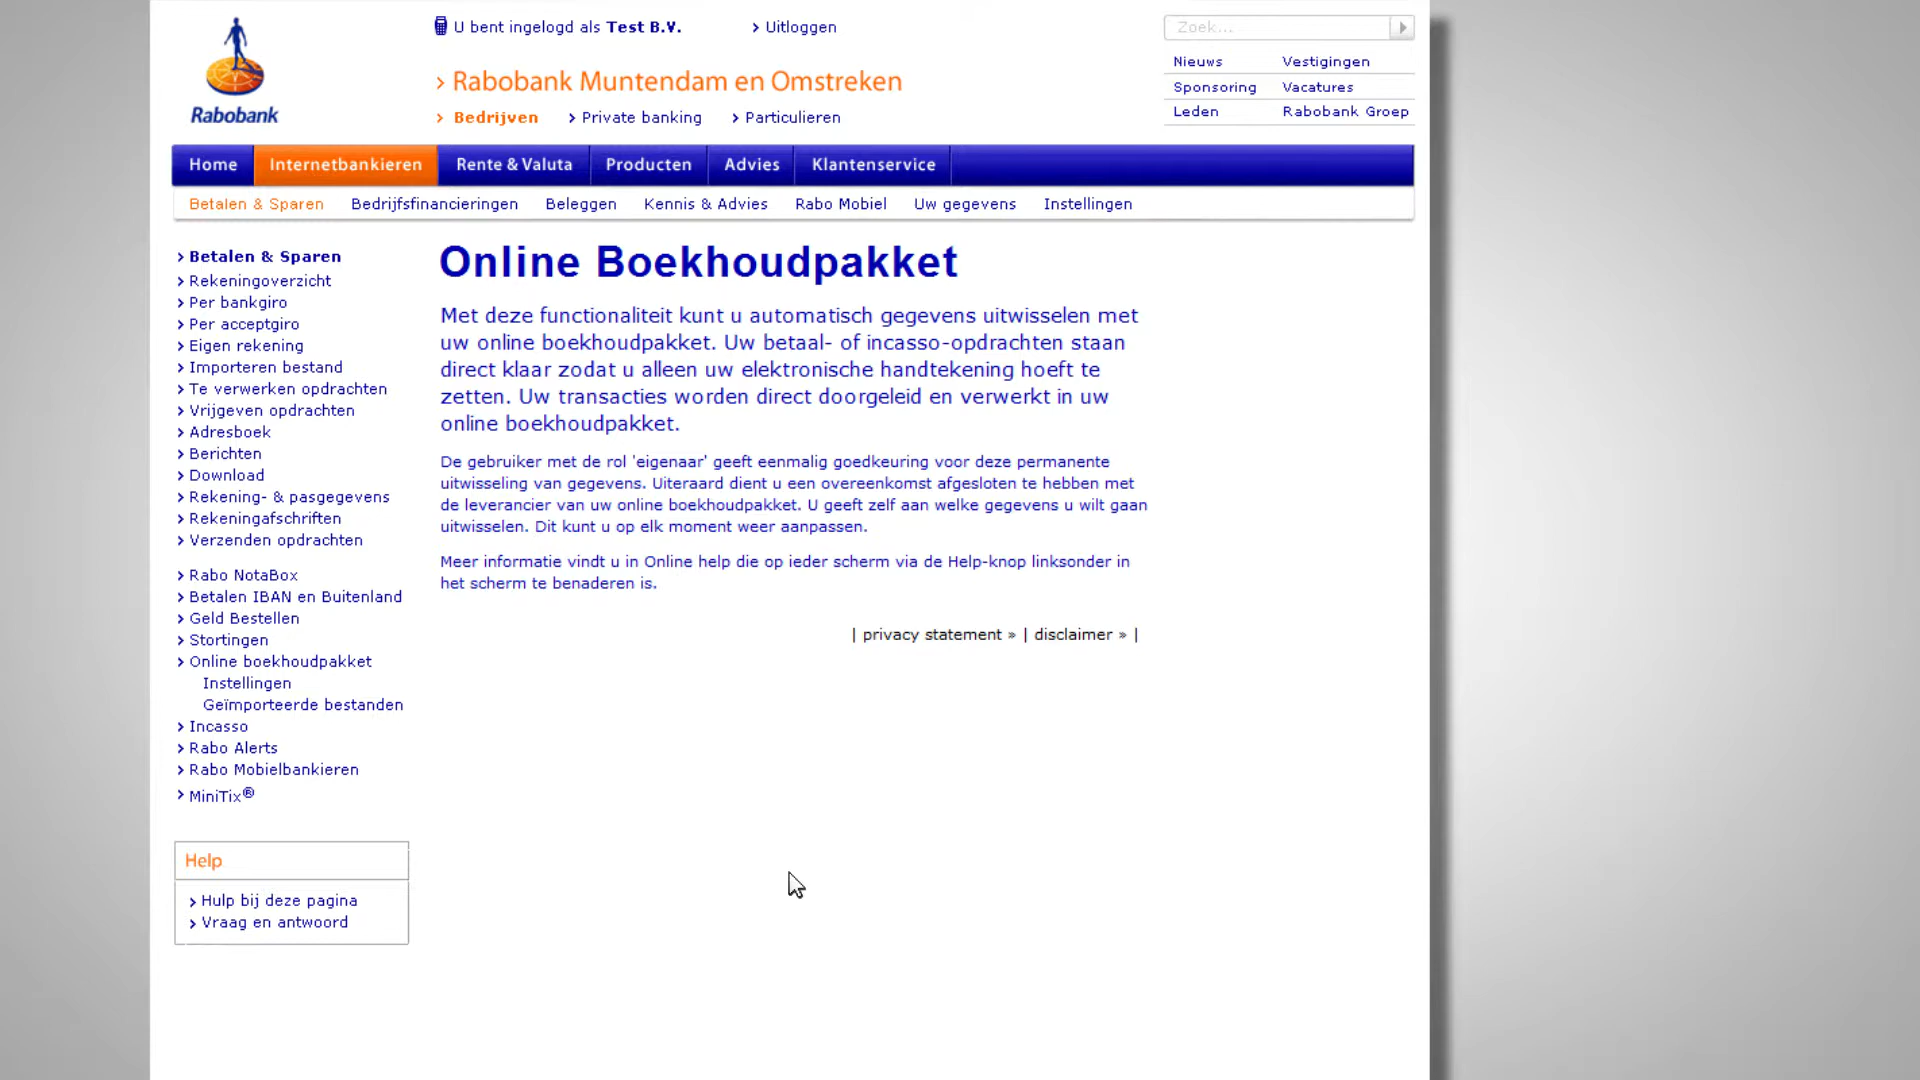 U bent ingelogd als Test B.V.
Uitloggen
Zoek...
Rabobank
Rabobank Muntendam en Omstreken
Bedrijven
Private banking
Particulieren
Nieuws
Vestigingen
Sponsoring
Vacatures
Leden
Rabobank Groep
Home
Internetbankieren
Rente & Valuta
Producten
Advies
Klantenservice
Betalen & Sparen
Bedrijfsfinancieringen
Beleggen
Kennis & Advies
Rabo Mobiel
Uw gegevens
Instellingen
Betalen & Sparen
Rekeningoverzicht
Per bankgiro
Per acceptgiro
Eigen rekening
Importeren bestand
Te verwerken opdrachten
Vrijgeven opdrachten
Adresboek
Berichten
Download
Rekening- & pasgegevens
Rekeningafschriften
Verzenden opdrachten
Rabo NotaBox
Betalen IBAN en Buitenland
Geld Bestellen
Stortingen
Online boekhoudpakket
Instellingen
Geïmporteerde bestanden
Incasso
Rabo Alerts
Rabo Mobielbankieren
MiniTix®
Help
Hulp bij deze pagina
Vraag en antwoord
Online Boekhoudpakket
Met deze functionaliteit kunt u automatisch gegevens uitwisselen met
uw online boekhoudpakket. Uw betaal- of incasso-opdrachten staan
direct klaar zodat u alleen uw elektronische handtekening hoeft te
zetten. Uw transacties worden direct doorgeleid en verwerkt in uw
online boekhoudpakket.
De gebruiker met de rol 'eigenaar' geeft eenmalig goedkeuring voor deze permanente
uitwisseling van gegevens. Uiteraard dient u een overeenkomst afgesloten te hebben met
de leverancier van uw online boekhoudpakket. U geeft zelf aan welke gegevens u wilt gaan
uitwisselen. Dit kunt u op elk moment weer aanpassen.
Meer informatie vindt u in Online help die op ieder scherm via de Help-knop linksonder in
het scherm te benaderen is.
| privacy statement » | disclaimer » |